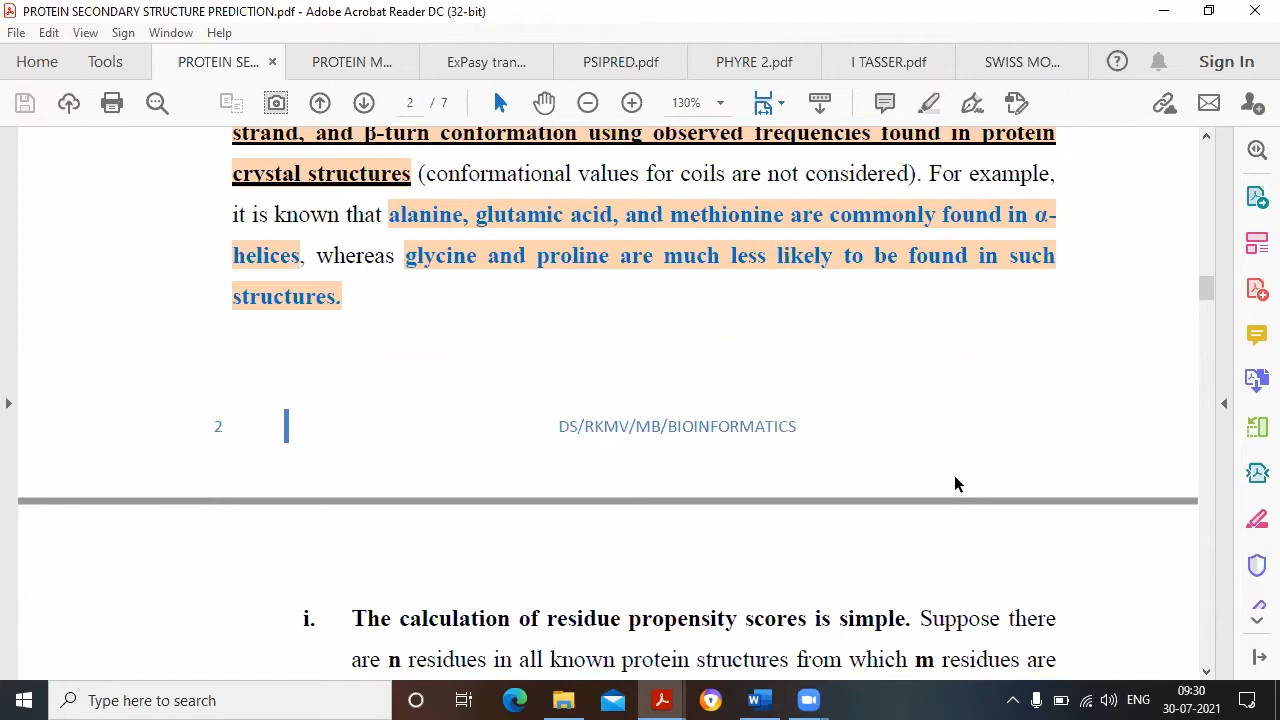 PROTEIN SECONDARY STRUCTURE PREDICTION.pdf - Adobe Acrobat Reader DC (32-bit)
File Edit View Sign Window Help
Home Tools PROTEIN SE... × PROTEIN M... ExPasy tran... PSIPRED.pdf PHYRE 2.pdf I TASSER.pdf SWISS MO... Sign In
2 / 7 130%
strand, and β-turn conformation using observed frequencies found in protein
crystal structures (conformational values for coils are not considered). For example,
it is known that alanine, glutamic acid, and methionine are commonly found in α-
helices, whereas glycine and proline are much less likely to be found in such
structures.
2 DS/RKMV/MB/BIOINFORMATICS
i. The calculation of residue propensity scores is simple. Suppose there
are n residues in all known protein structures from which m residues are
Type here to search
ENG
09:30
30-07-2021